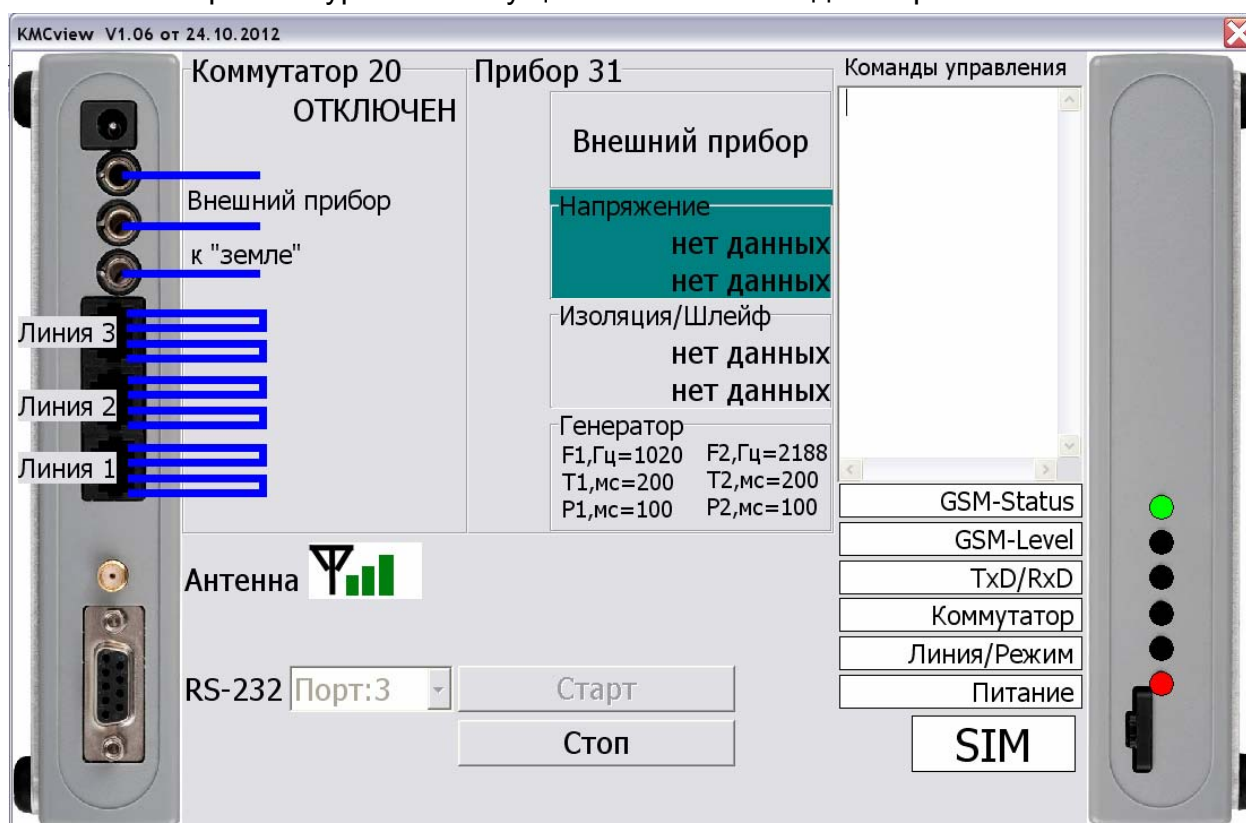 KMCview V1.06 от 24.10.2012
Коммутатор 20
ОТКЛЮЧЕН
Внешний прибор
к "земле"
Линия 3
Линия 2
Линия 1
Антенна
RS-232 Порт:3
Старт
Стоп
Прибор 31
Внешний прибор
Напряжение
нет данных
нет данных
Изоляция/Шлейф
нет данных
нет данных
Генератор
F1,Гц=1020 F2,Гц=2188
T1,мс=200 T2,мс=200
P1,мс=100 P2,мс=100
Команды управления
GSM-Status
GSM-Level
TxD/RxD
Коммутатор
Линия/Режим
Питание
SIM